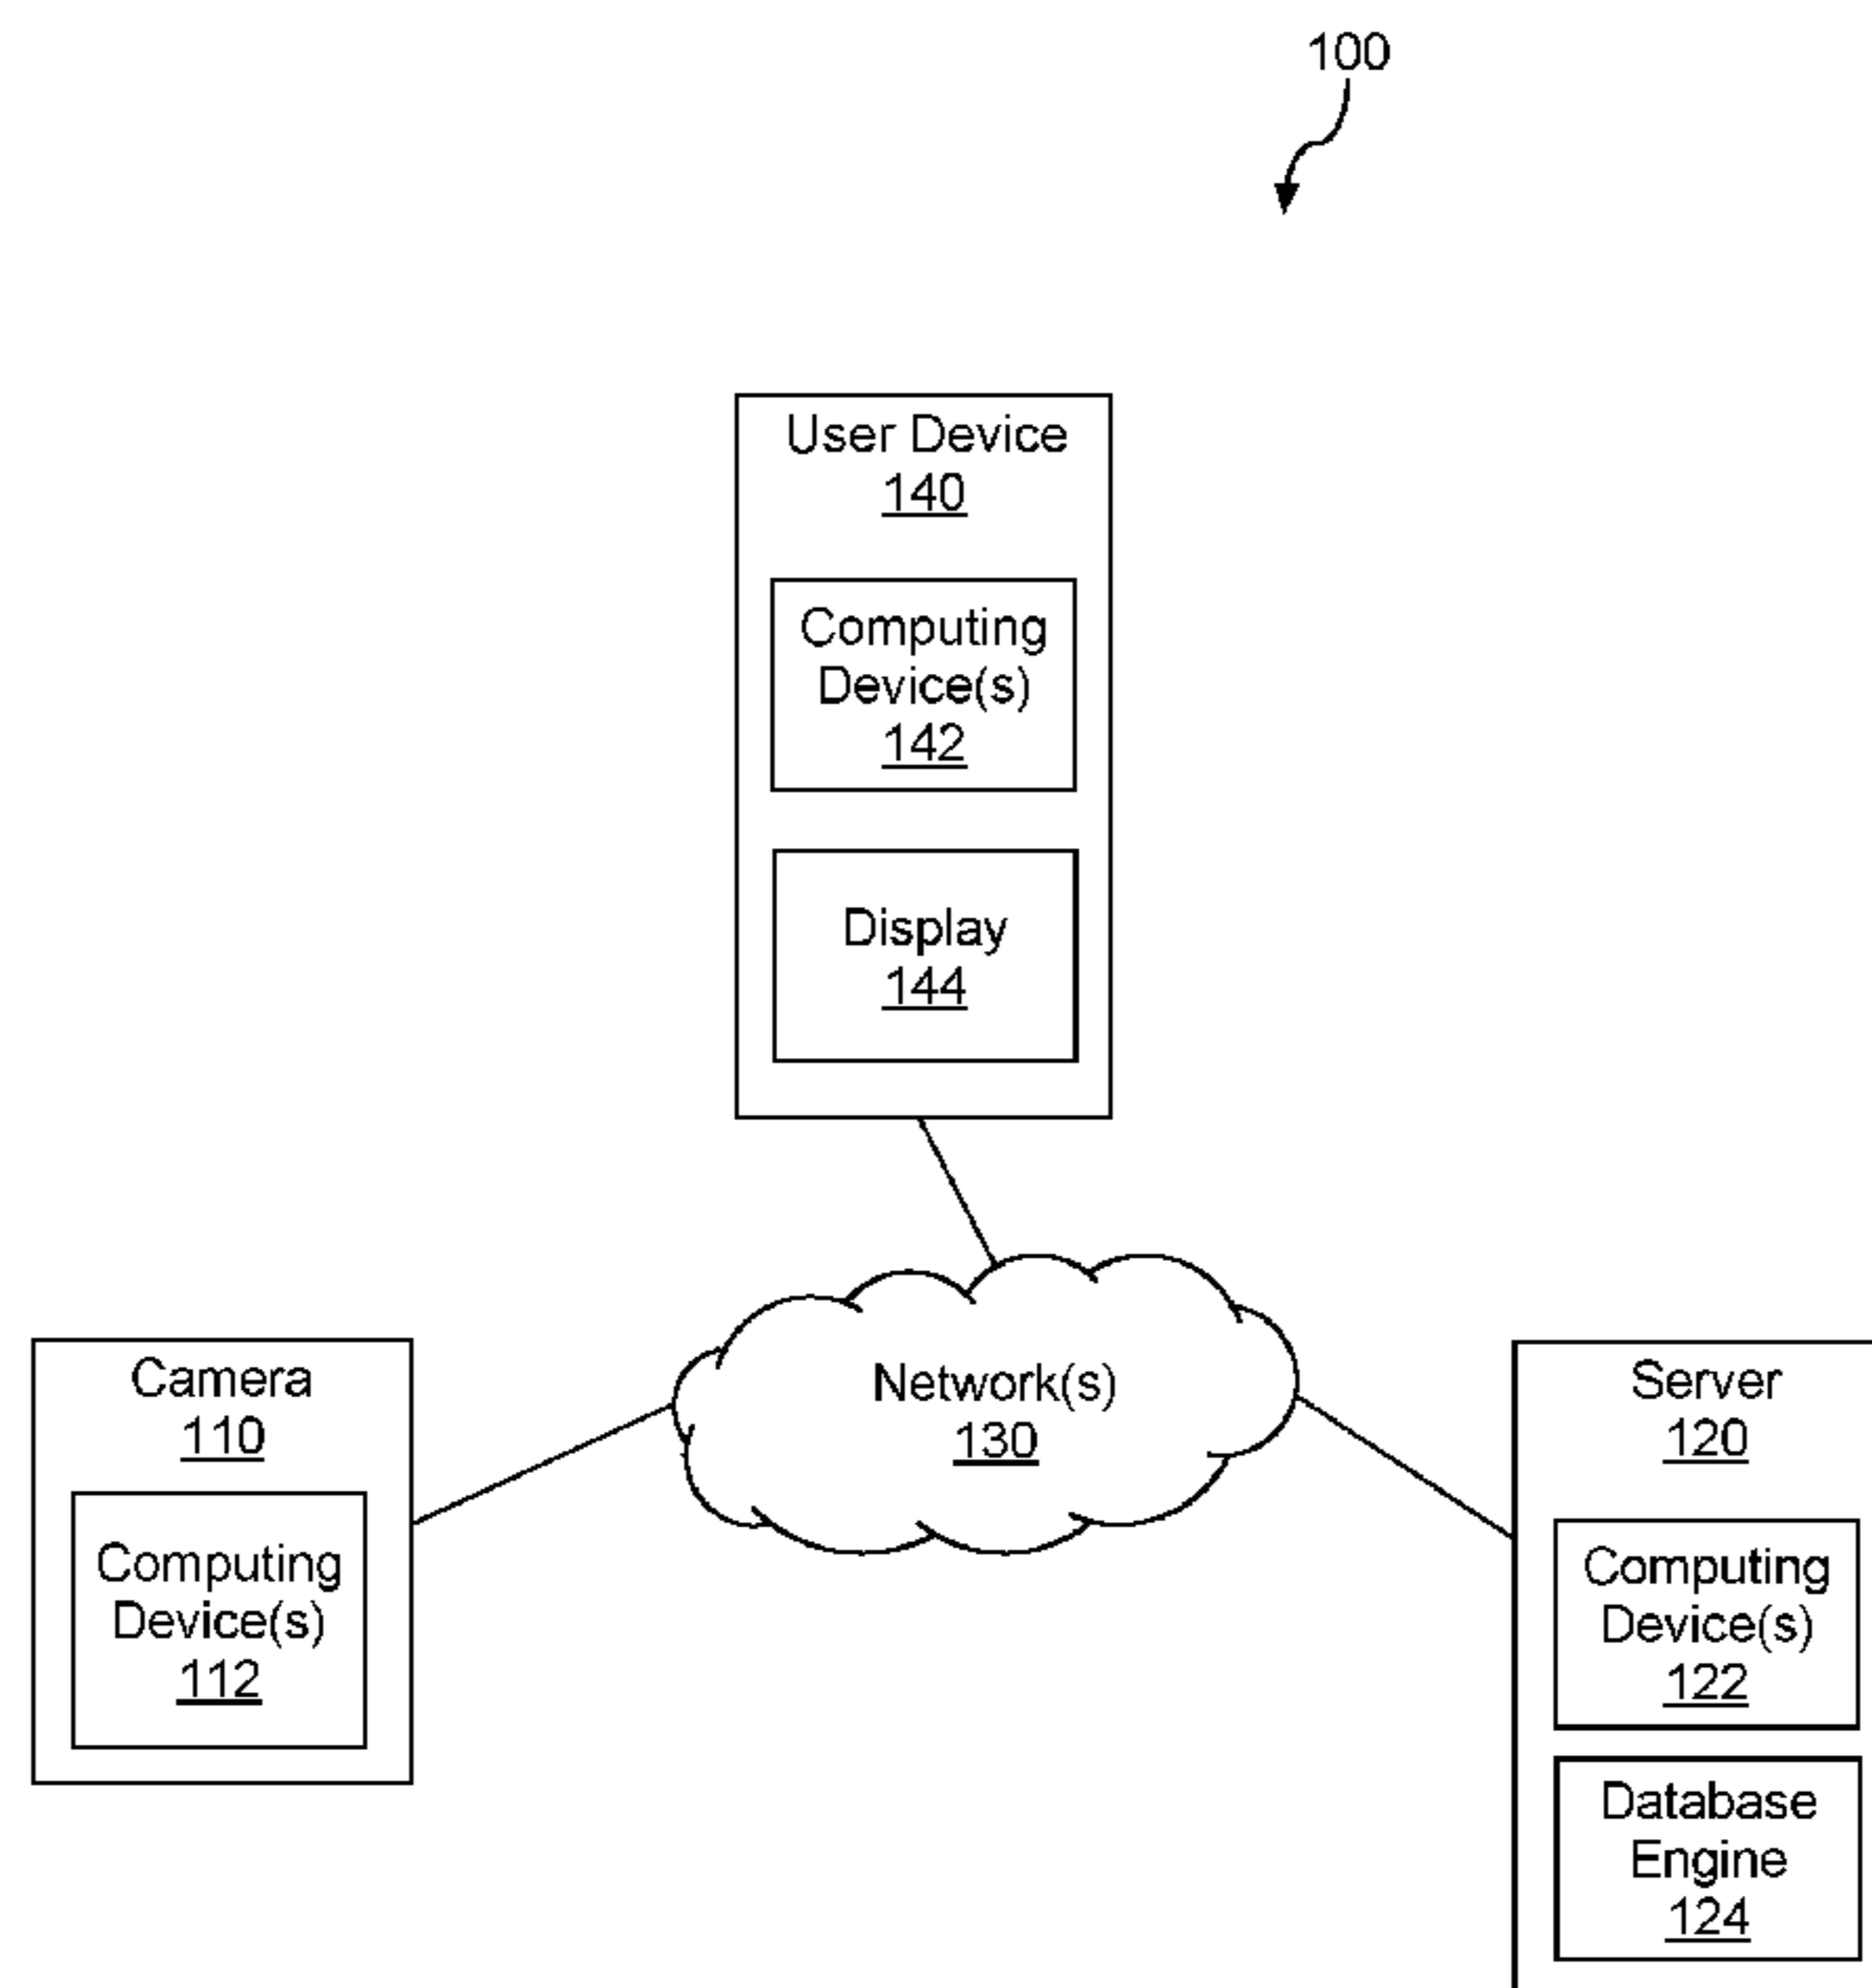 100
User Device
140
Computing
Device(s)
142
Display
144
Network(s)
130
Camera
110
Computing
Device(s)
112
Server
120
Computing
Device(s)
122
Database
Engine
124